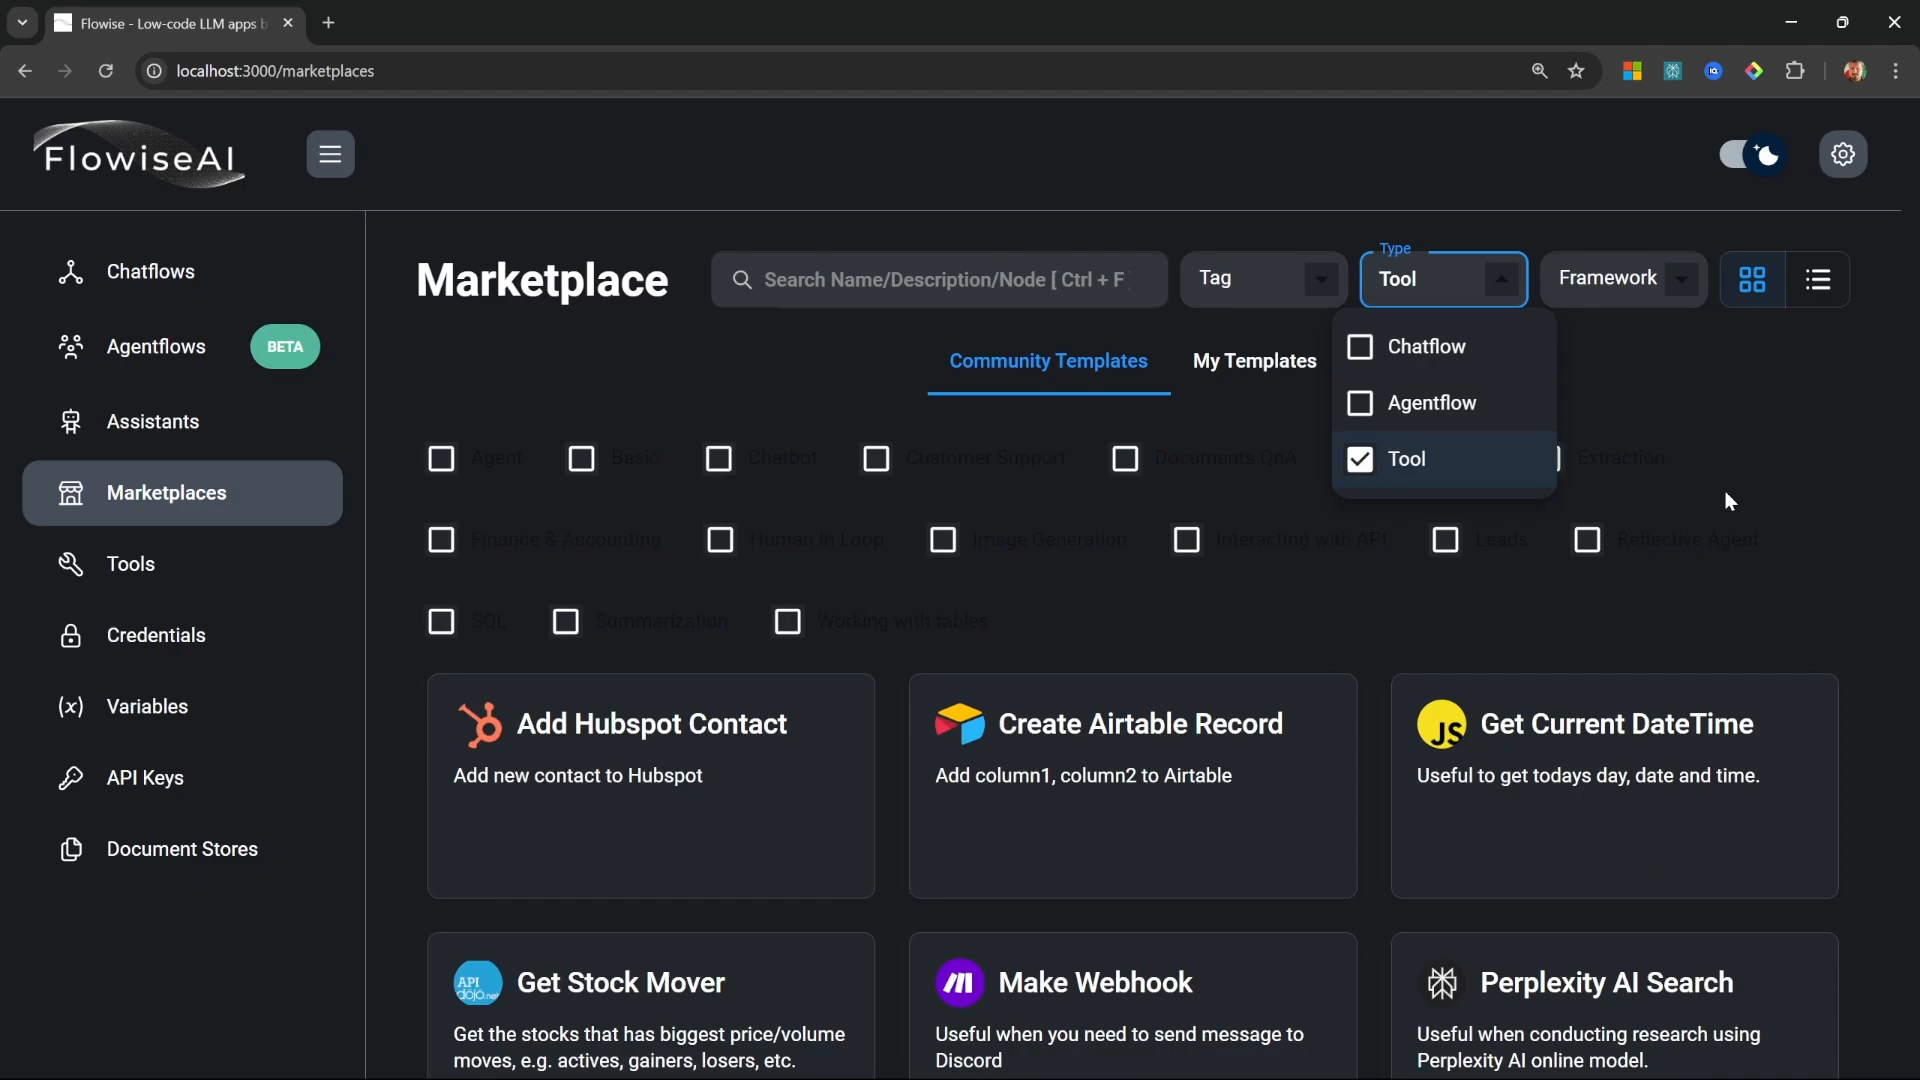 Flowise - Low-code LLM apps b
localhost:3000/marketplaces
FlowiseAI
Chatflows
Agentflows
BETA
Assistants
Marketplaces
Tools
Credentials
(x) Variables
API Keys
Document Stores
Marketplace
Search Name/Description/Node [ Ctrl + F
Tag
Type
Tool
Framework
Community Templates
My Templates
Chatflow
Agentflow
Tool
Agent
Basic
Chatbot
Customer Support
Documents QnA
Extraction
Finance & Accounting
Human In Loop
Image Generation
Interacting with API
Leads
Reflective Agent
SQL
Summarization
Working with tables
Add Hubspot Contact
Add new contact to Hubspot
Create Airtable Record
Add column1, column2 to Airtable
JS
Get Current DateTime
Useful to get todays day, date and time.
API
dojo.net
Get Stock Mover
Get the stocks that has biggest price/volume
moves, e.g. actives, gainers, losers, etc.
Make Webhook
Useful when you need to send message to
Discord
Perplexity AI Search
Useful when conducting research using
Perplexity AI online model.